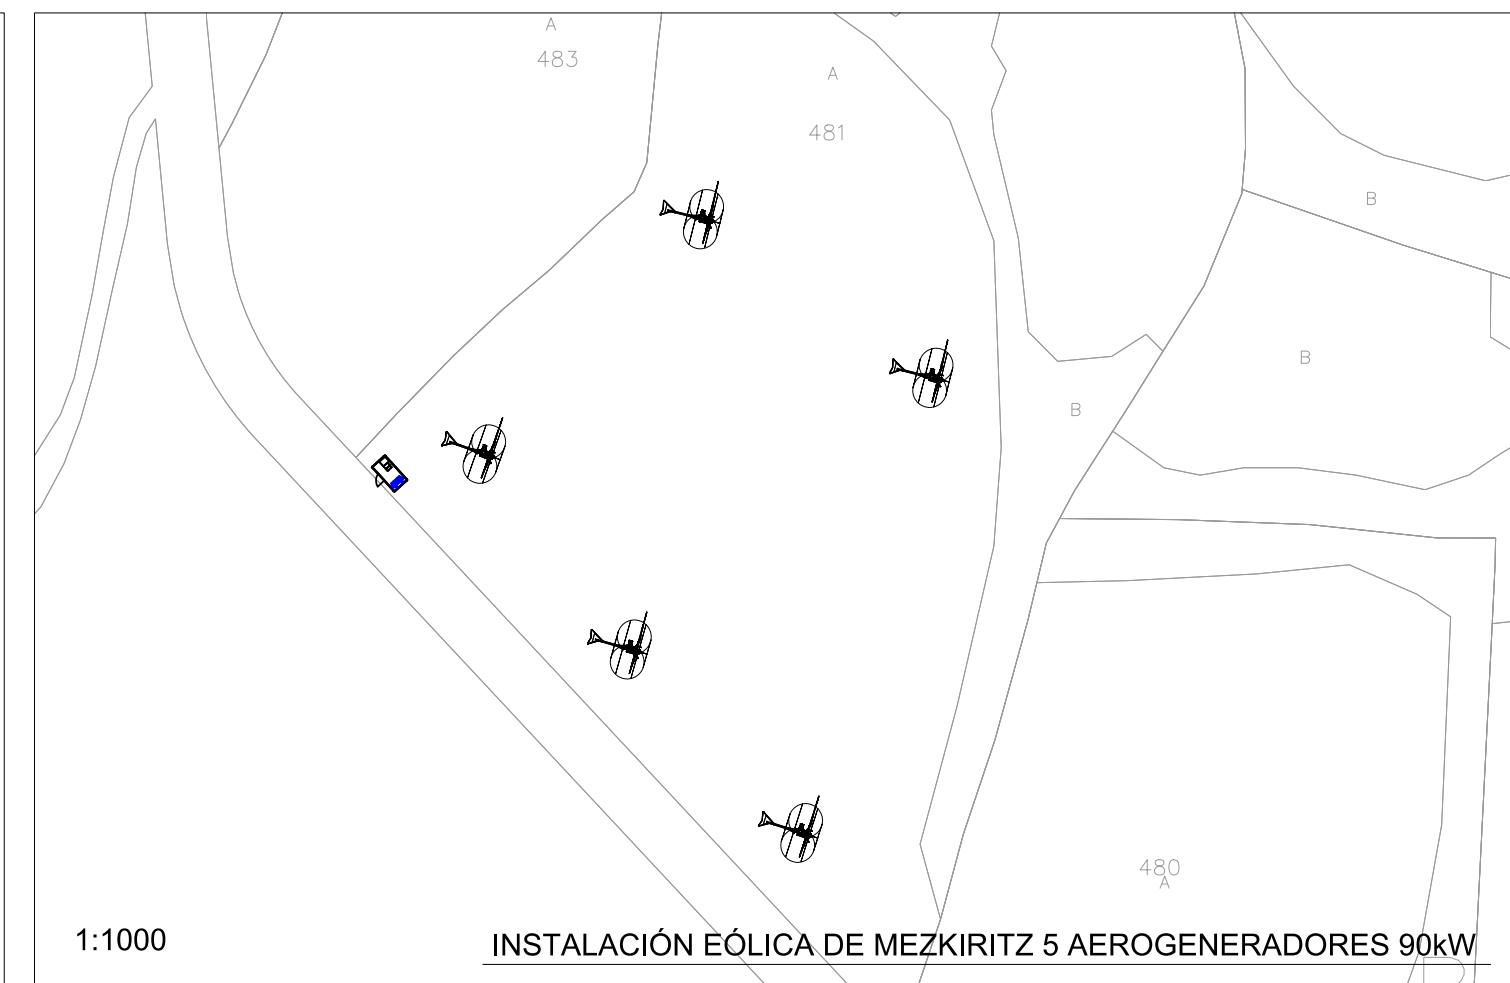 A
483
A
481
B
B
B
480
A
1:1000
INSTALACIÓN EÓLICA DE MEZKIRITZ 5 AEROGENERADORES 90kW